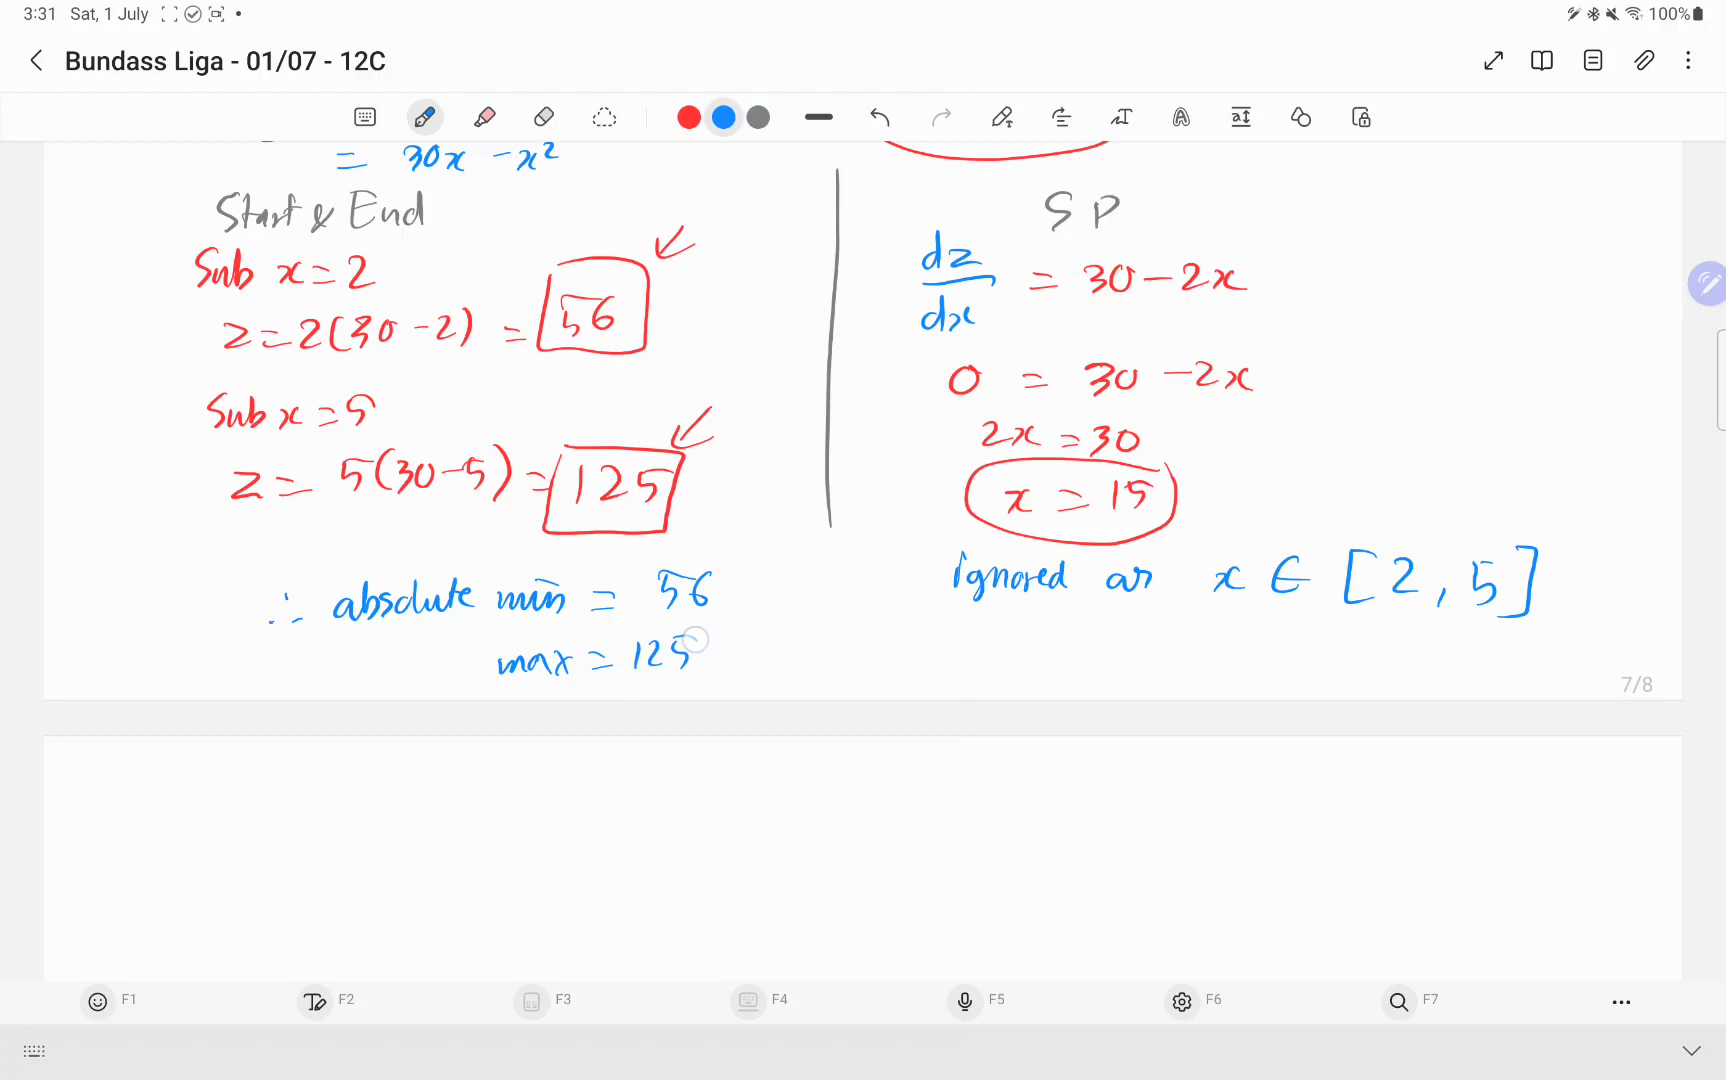 3:31 Sat, 1 July
100%
Bundass Liga - 01/07 - 12C
= 30x - x²
Start & End
Sub x = 2
z = 2(30 - 2) = 56
Sub x = 5
z = 5(30 - 5) = 125
∴ absolute min = 56
max = 125
S P
dz/dx = 30 - 2x
0 = 30 - 2x
2x = 30
x = 15
ignored as x ∈ [2, 5]
7/8
F1 F2 F3 F4 F5 F6 F7